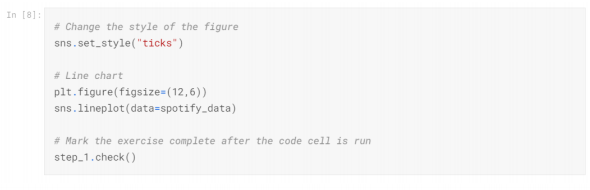 In [8]:
# Change the style of the figure
sns.set_style("ticks")
# Line chart
plt.figure(figsize=(12,6))
sns.lineplot(data=spotify_data)
# Mark the exercise complete after the code cell is run
step_1.check()